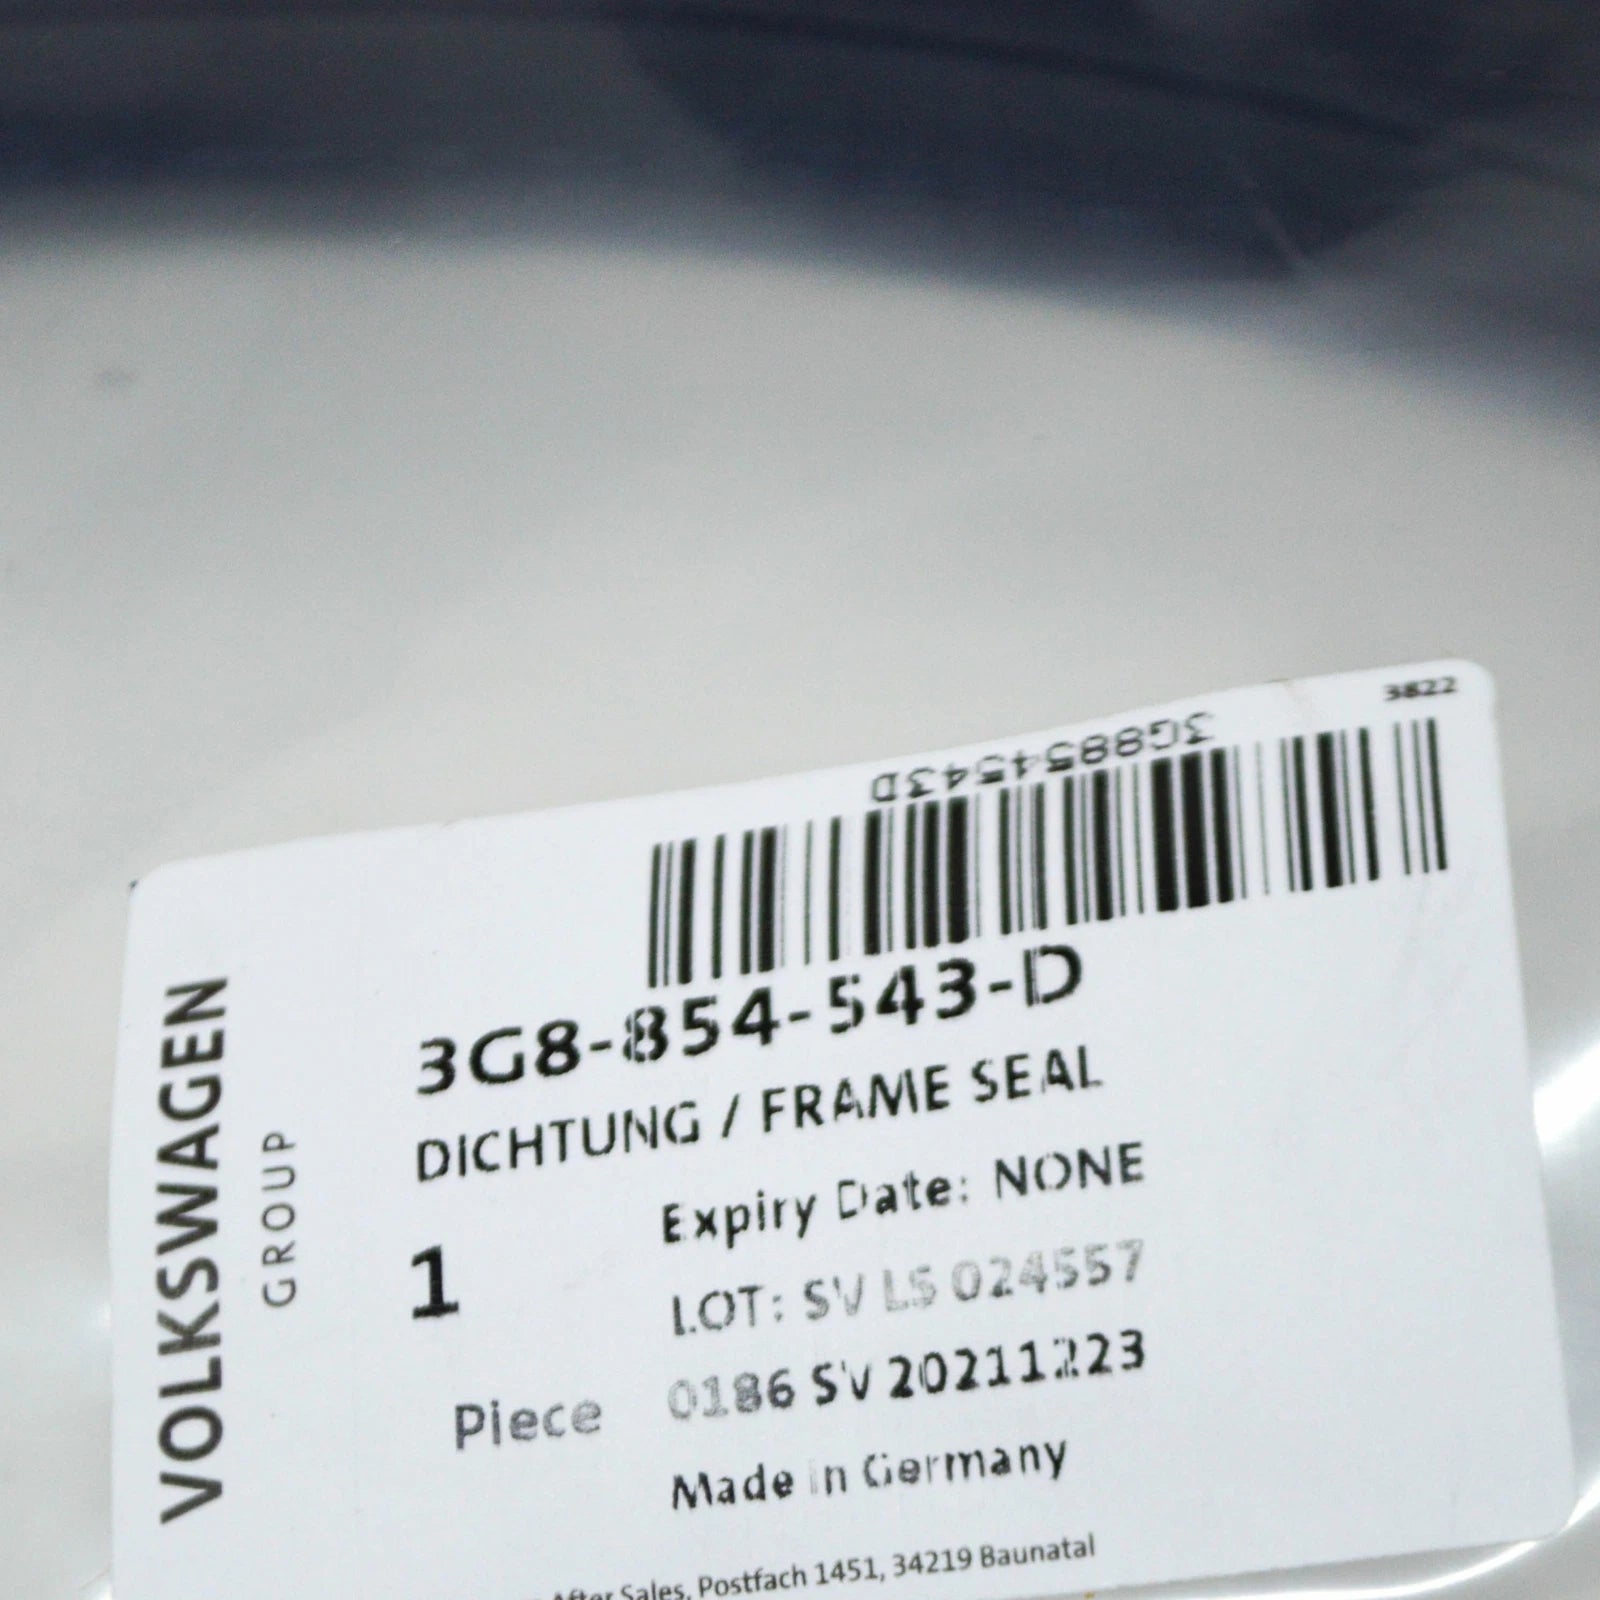 3822
3G8854543D
3G8-854-543-D
DICHTUNG / FRAME SEAL
Expiry Date: NONE
1
LOT: SV LS 024557
Piece
0186 SV 20211223
Made in Germany
After Sales, Postfach 1451, 34219 Baunatal
VOLKSWAGEN
GROUP